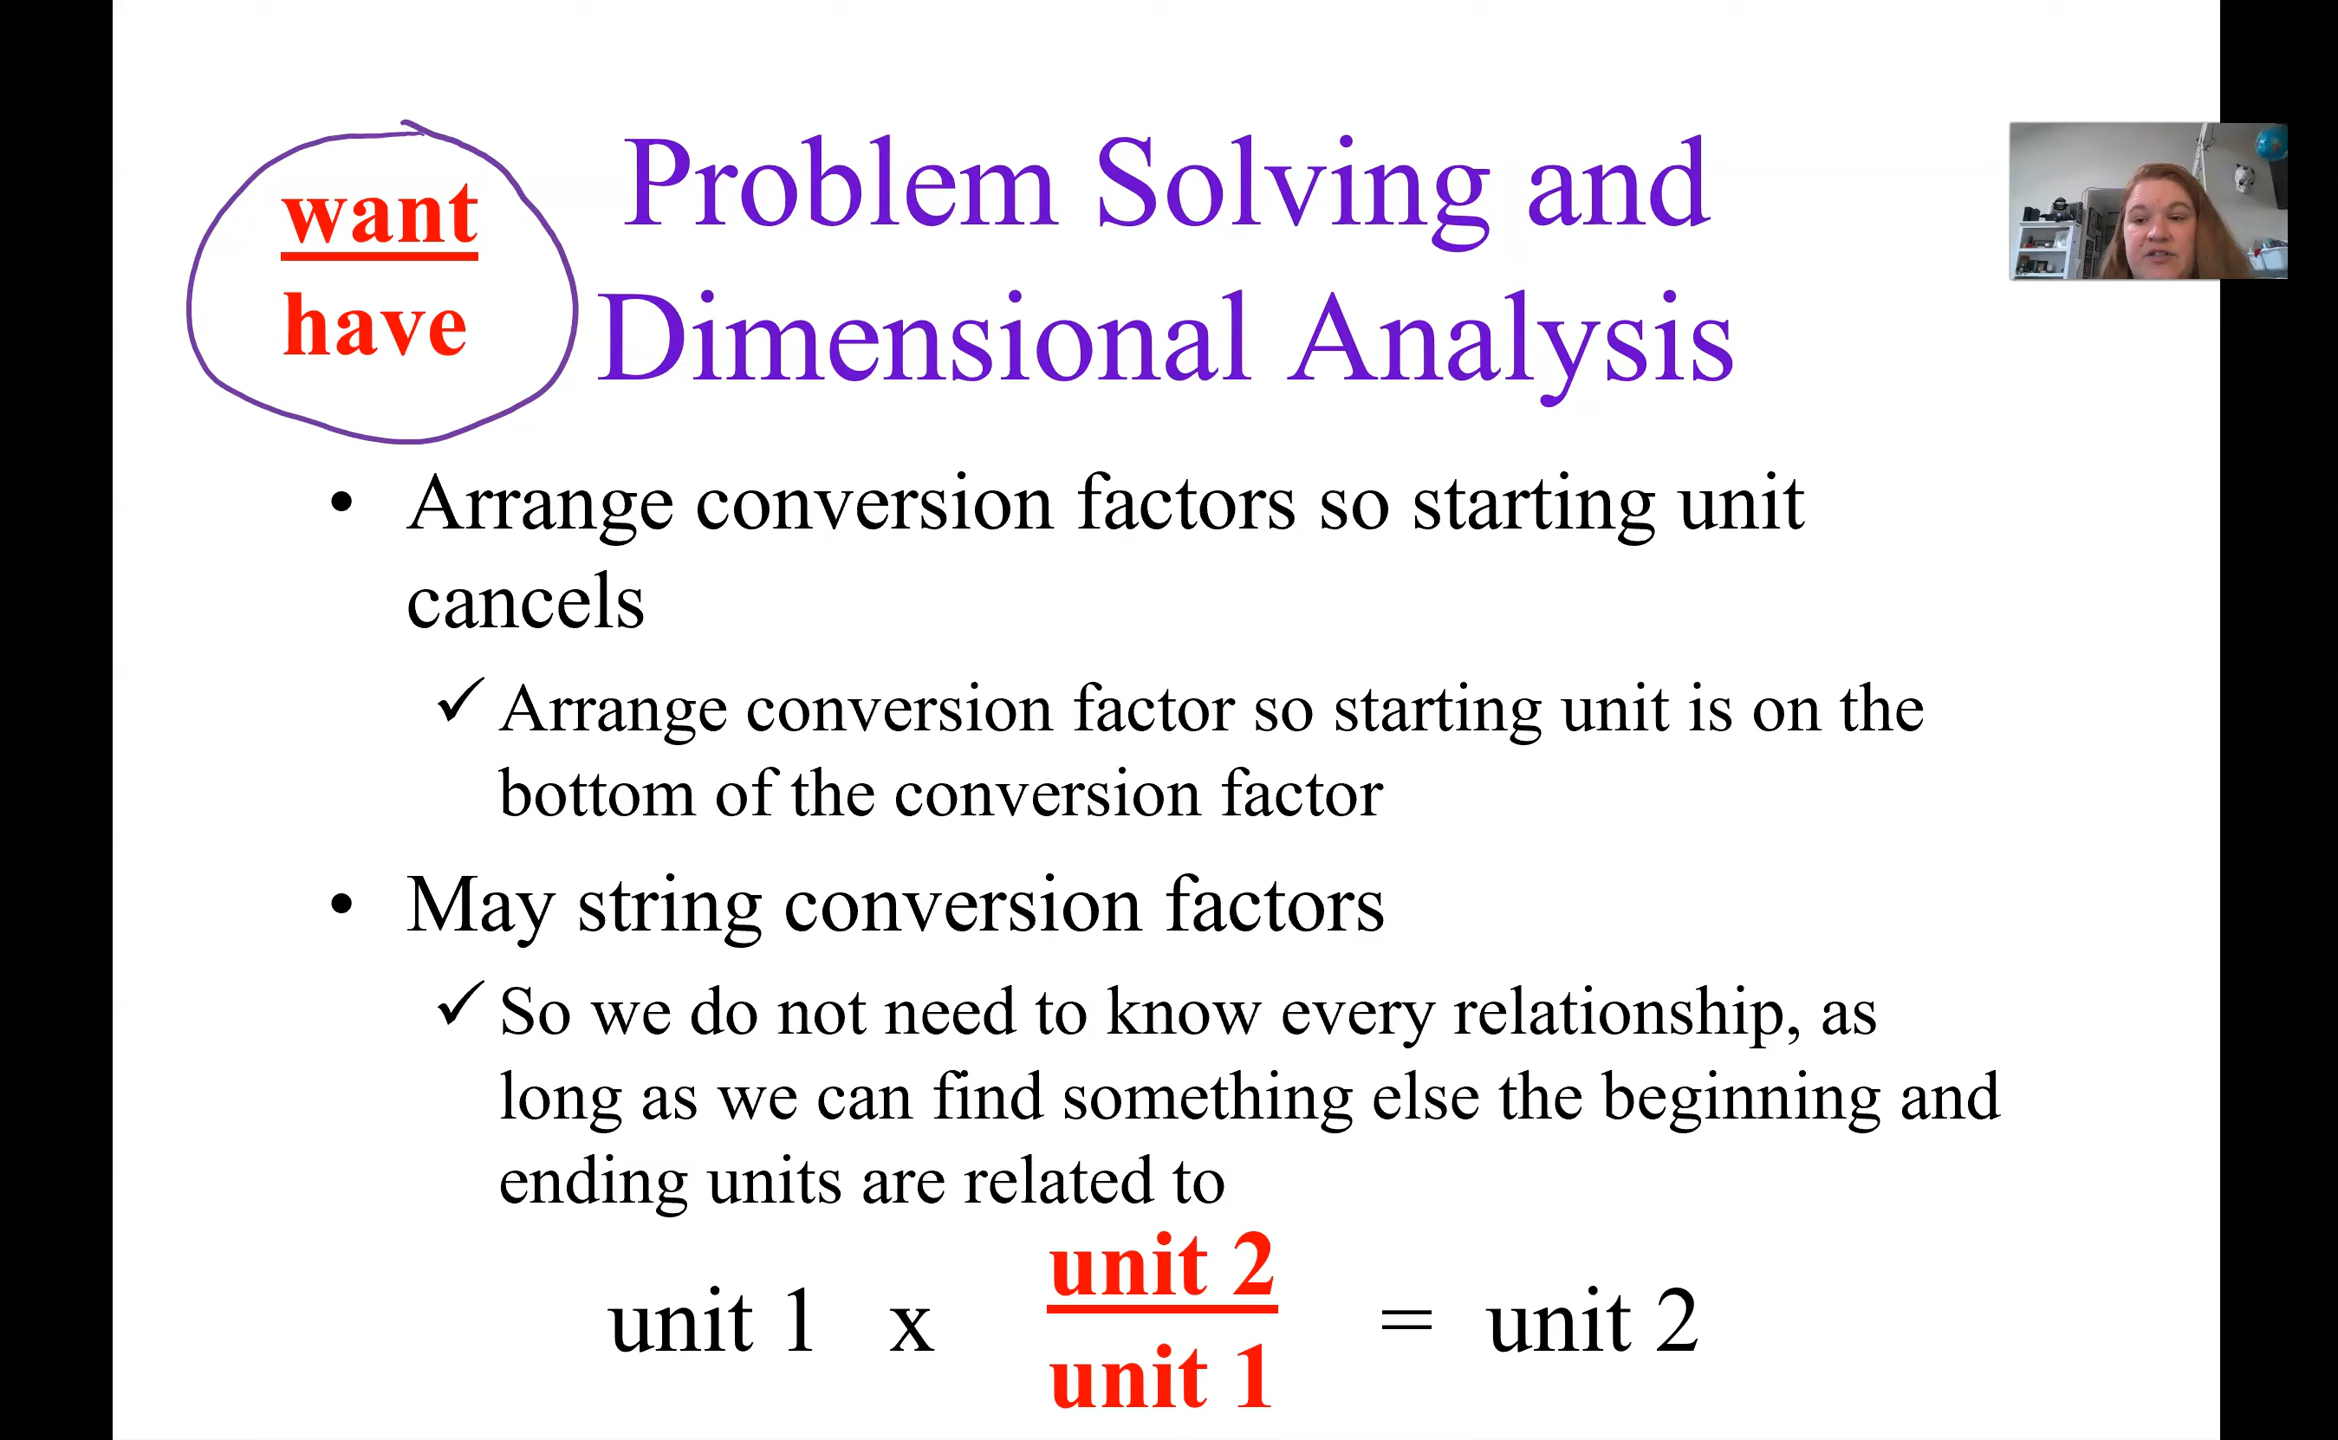 want
have
Problem Solving and
Dimensional Analysis
• Arrange conversion factors so starting unit
cancels
✓ Arrange conversion factor so starting unit is on the
bottom of the conversion factor
• May string conversion factors
✓ So we do not need to know every relationship, as
long as we can find something else the beginning and
ending units are related to
unit 2
unit 1 x = unit 2
unit 1